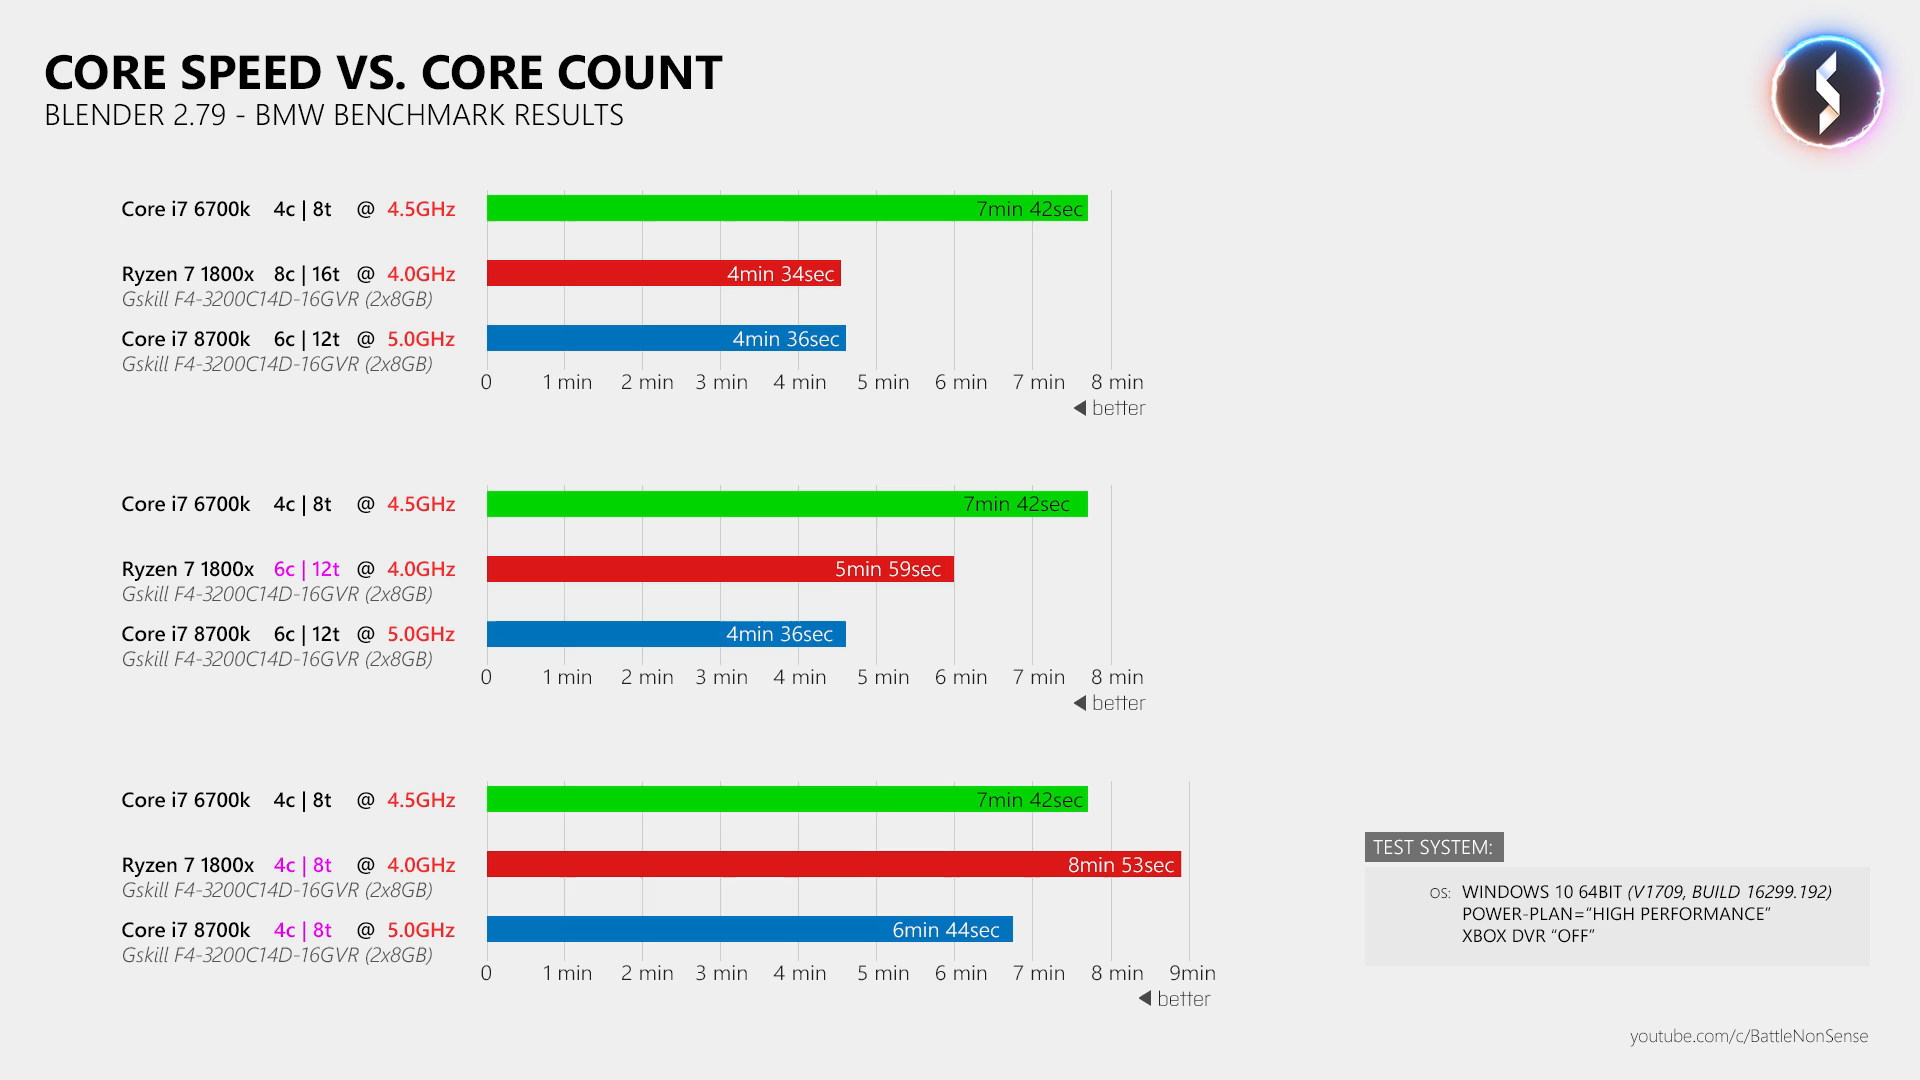 CORE SPEED VS. CORE COUNT
BLENDER 2.79 - BMW BENCHMARK RESULTS
Core i7 6700k 4c | 8t @ 4.5GHz 7min 42sec
Ryzen 7 1800x 8c | 16t @ 4.0GHz 4min 34sec
Gskill F4-3200C14D-16GVR (2x8GB)
Core i7 8700k 6c | 12t @ 5.0GHz 4min 36sec
Gskill F4-3200C14D-16GVR (2x8GB)
0 1 min 2 min 3 min 4 min 5 min 6 min 7 min 8 min
◀ better
Core i7 6700k 4c | 8t @ 4.5GHz 7min 42sec
Ryzen 7 1800x 6c | 12t @ 4.0GHz 5min 59sec
Gskill F4-3200C14D-16GVR (2x8GB)
Core i7 8700k 6c | 12t @ 5.0GHz 4min 36sec
Gskill F4-3200C14D-16GVR (2x8GB)
0 1 min 2 min 3 min 4 min 5 min 6 min 7 min 8 min
◀ better
Core i7 6700k 4c | 8t @ 4.5GHz 7min 42sec
Ryzen 7 1800x 4c | 8t @ 4.0GHz 8min 53sec
Gskill F4-3200C14D-16GVR (2x8GB)
Core i7 8700k 4c | 8t @ 5.0GHz 6min 44sec
Gskill F4-3200C14D-16GVR (2x8GB)
0 1 min 2 min 3 min 4 min 5 min 6 min 7 min 8 min 9min
◀ better
TEST SYSTEM:
OS: WINDOWS 10 64BIT (V1709, BUILD 16299.192)
POWER-PLAN="HIGH PERFORMANCE"
XBOX DVR "OFF"
youtube.com/c/BattleNonSense